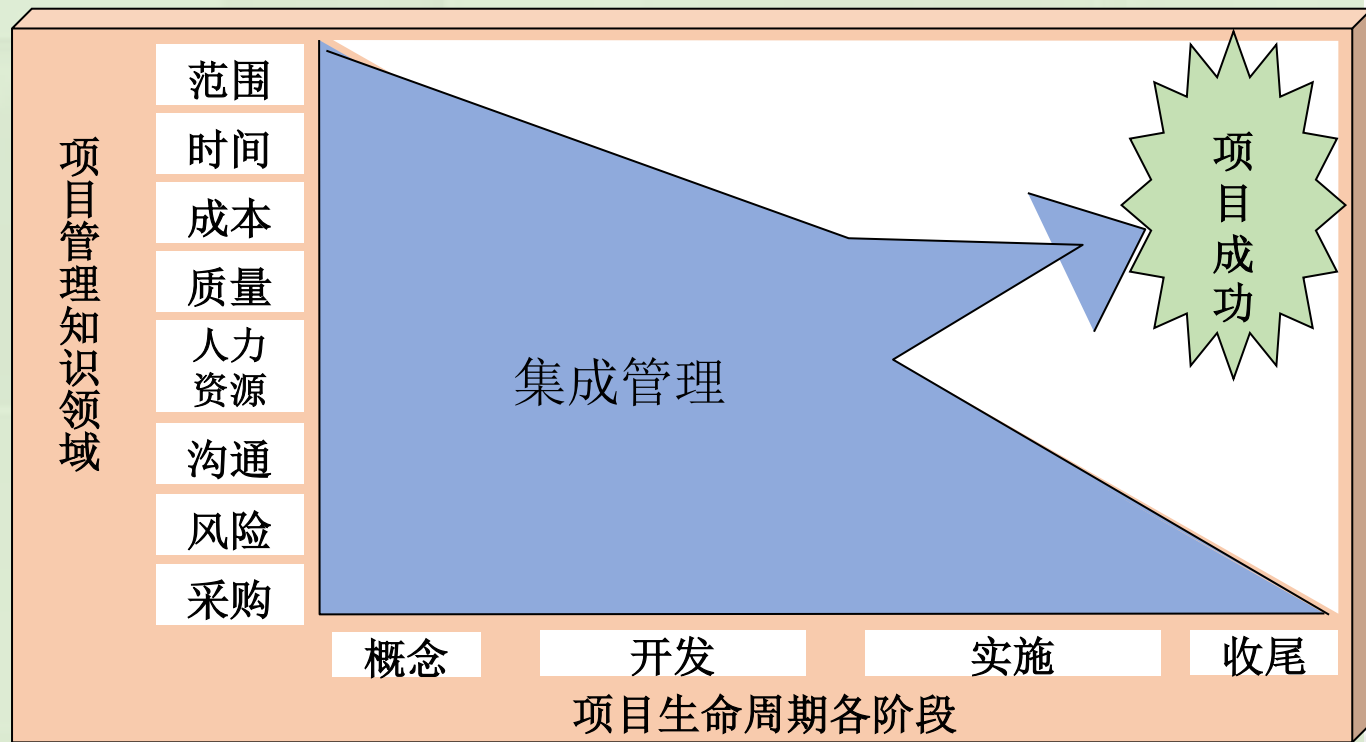 项目管理知识领域
范围
时间
成本
质量
人力
资源
沟通
风险
采购
集成管理
项目成功
概念
开发
实施
收尾
项目生命周期各阶段